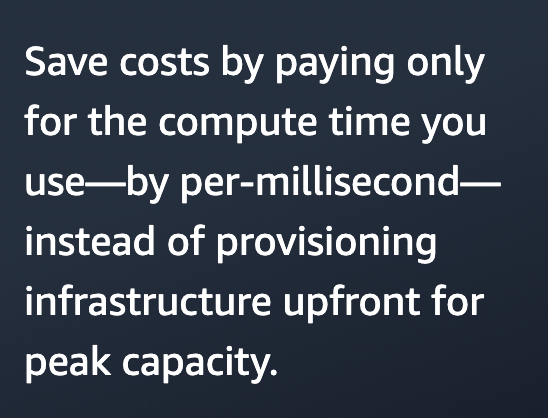 Save costs by paying only
for the compute time you
use—by per-millisecond—
instead of provisioning
infrastructure upfront for
peak capacity.